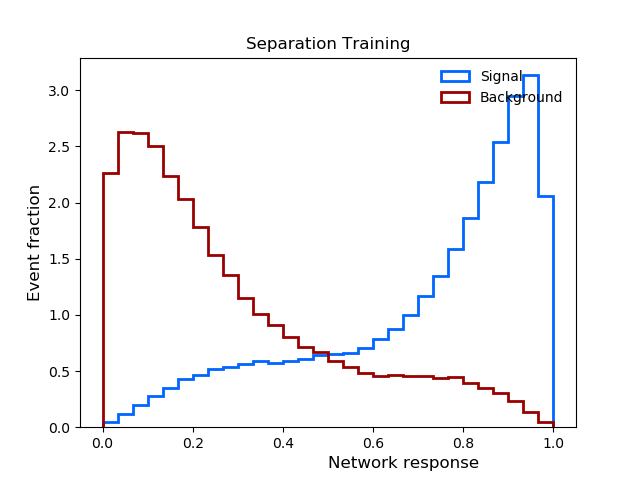 Separation Training
Signal
Background
3.0
2.5
2.0
1.5
1.0
0.5
0.0
Event fraction
0.0 0.2 0.4 0.6 0.8 1.0
Network response